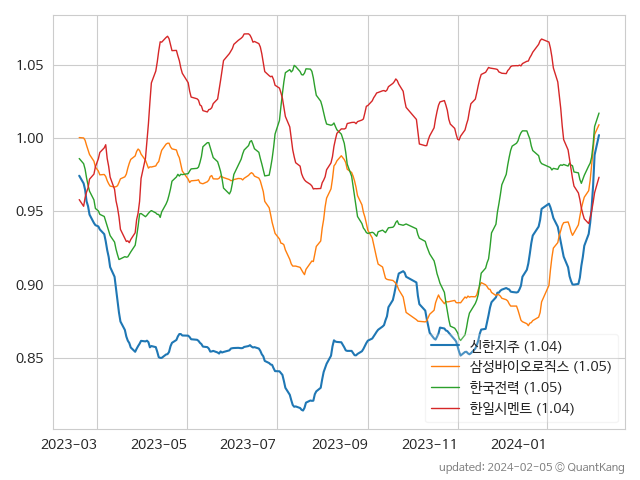 1.05
1.00
0.95
0.90
0.85
신한지주 (1.04)
삼성바이오로직스 (1.05)
한국전력 (1.05)
한일시멘트 (1.04)
2023-03 2023-05 2023-07 2023-09 2023-11 2024-01
updated: 2024-02-05 © QuantKang